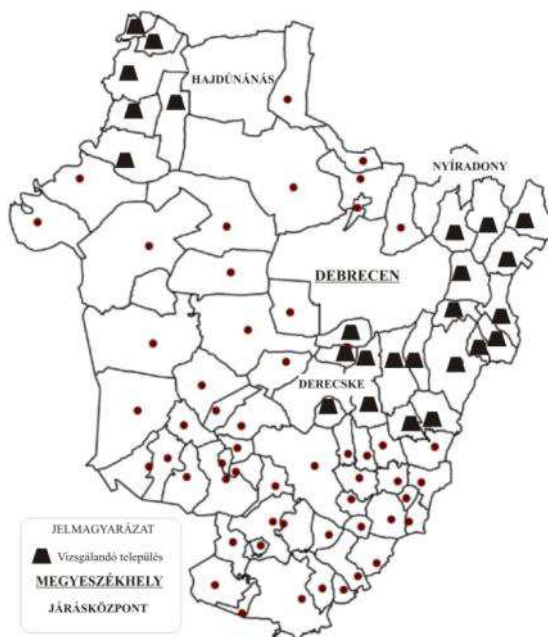 HAJDÚNÁNÁS
NYÍRADONY
DEBRECEN
DERECSKE
JELMAGYARÁZAT
Vizsgálandó település
MEGYESZÉKHELY
JÁRÁSKÖZPONT